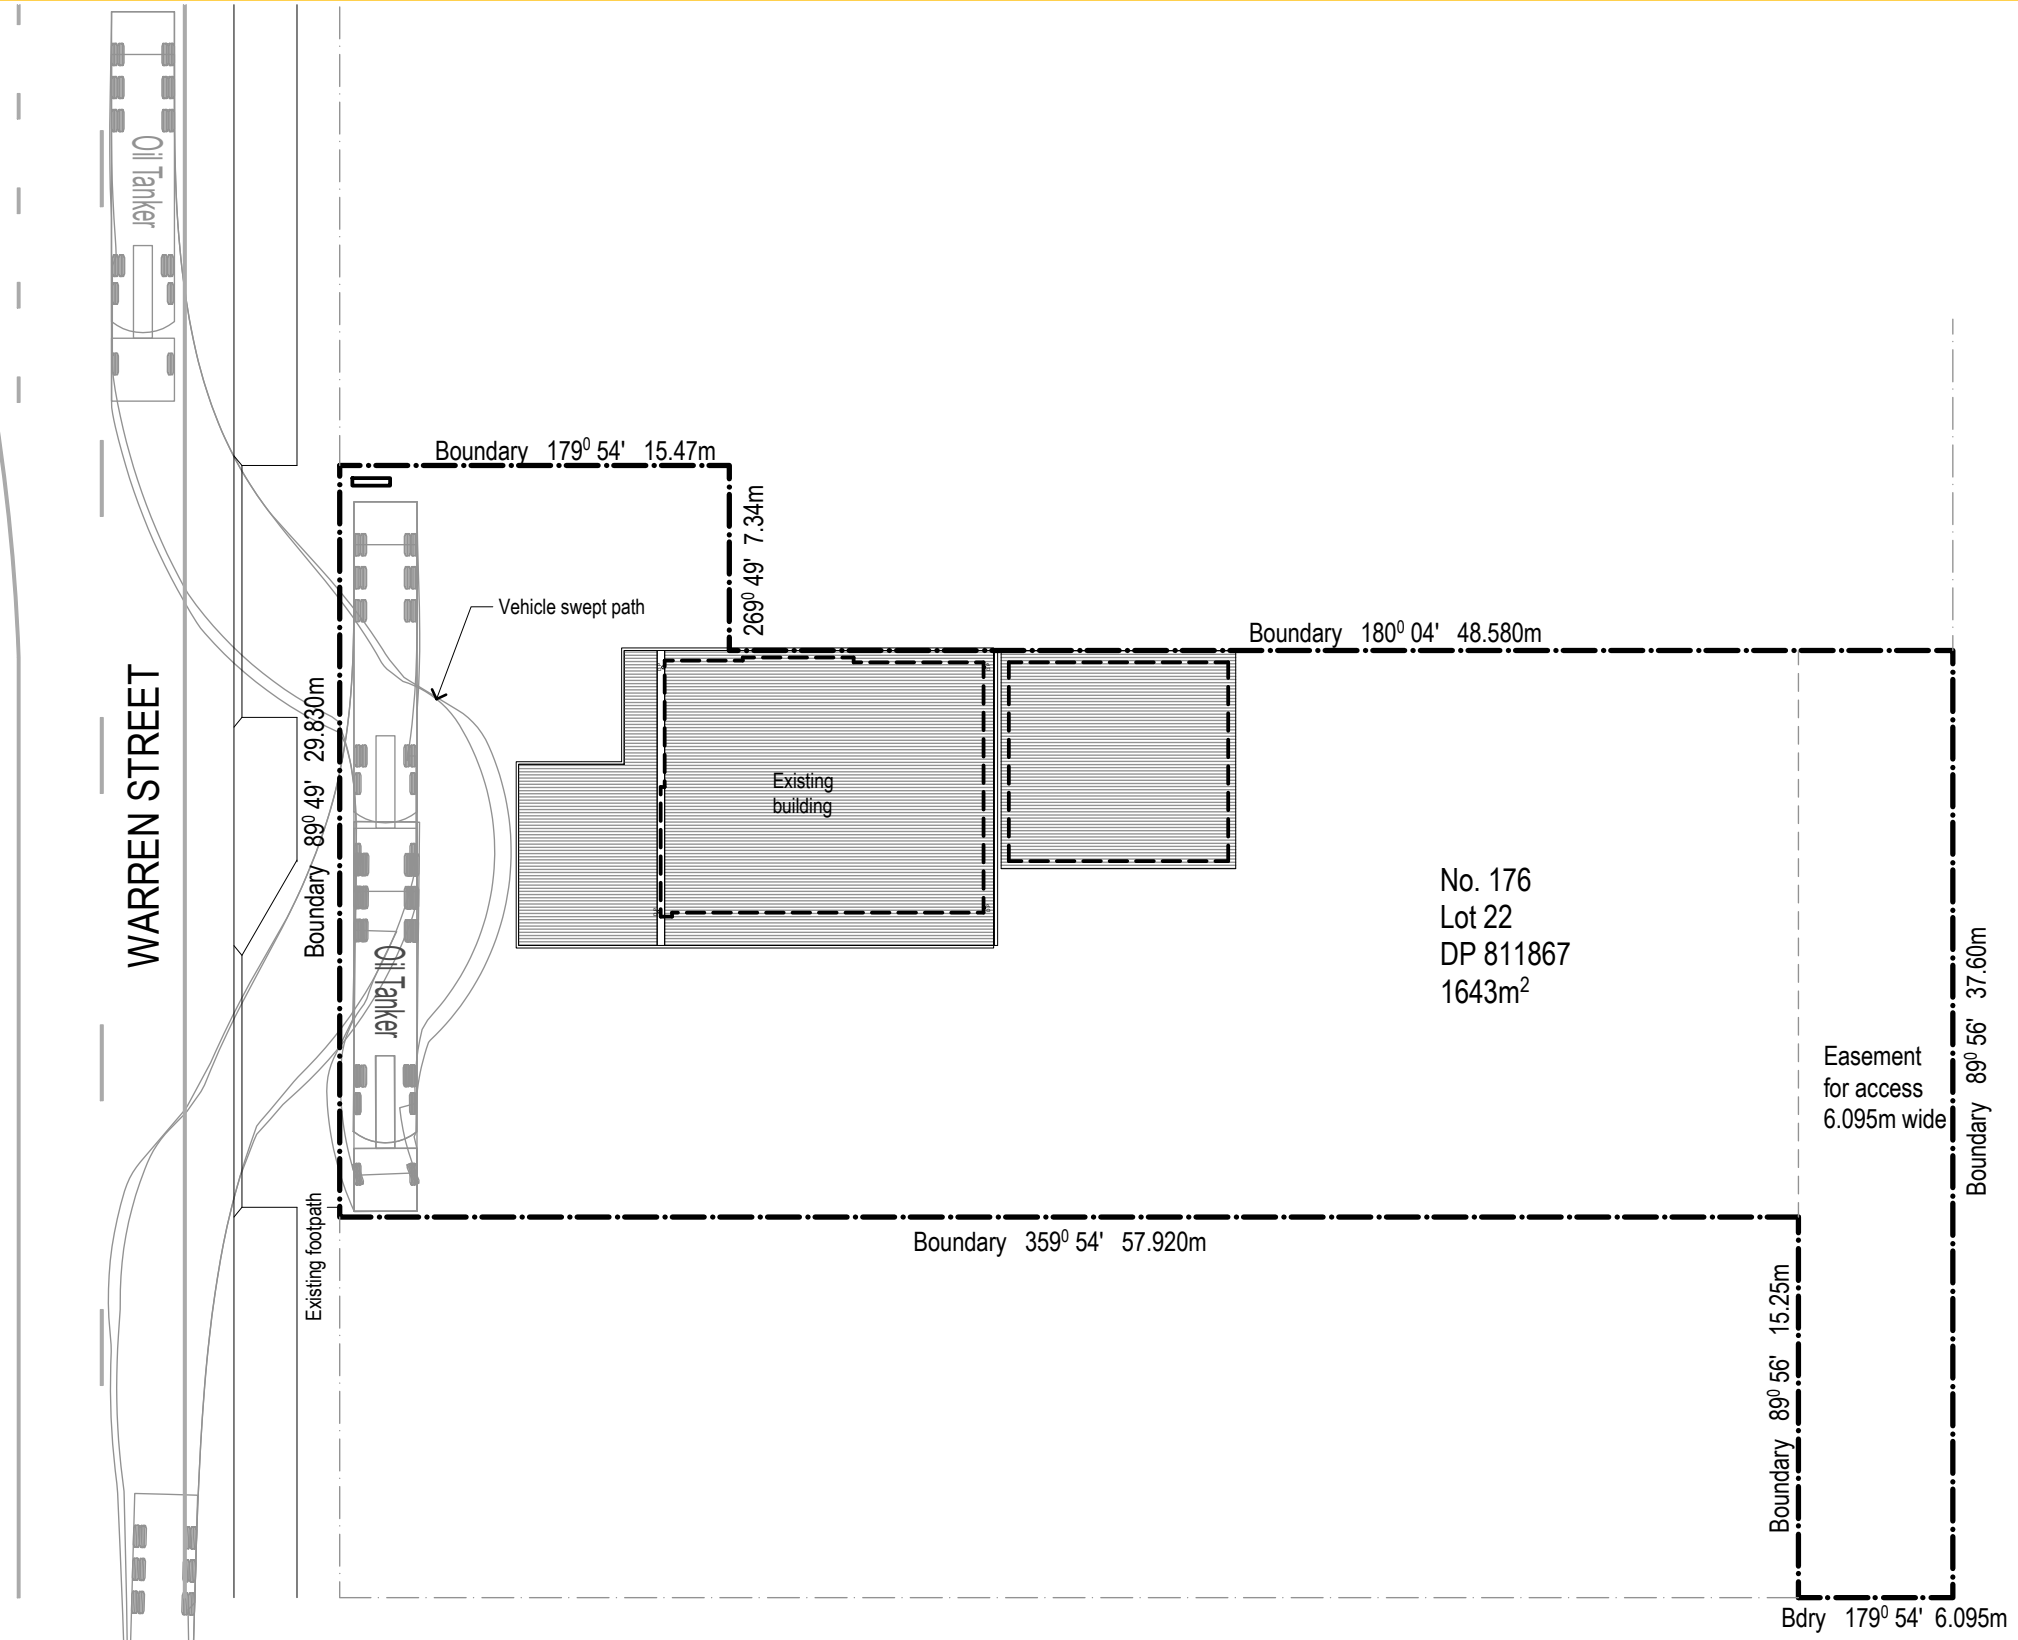 Oil Tanker
Boundary 179⁰ 54' 15.47m
269⁰ 49' 7.34m
Vehicle swept path
Boundary 180⁰ 04' 48.580m
WARREN STREET
Boundary 89⁰ 49' 29.830m
Existing
building
No. 176
Lot 22
DP 811867
1643m²
Oil Tanker
Boundary 89⁰ 56' 37.60m
Easement
for access
6.095m wide
Existing footpath
Boundary 359⁰ 54' 57.920m
Boundary 89⁰ 56' 15.25m
Bdry 179⁰ 54' 6.095m